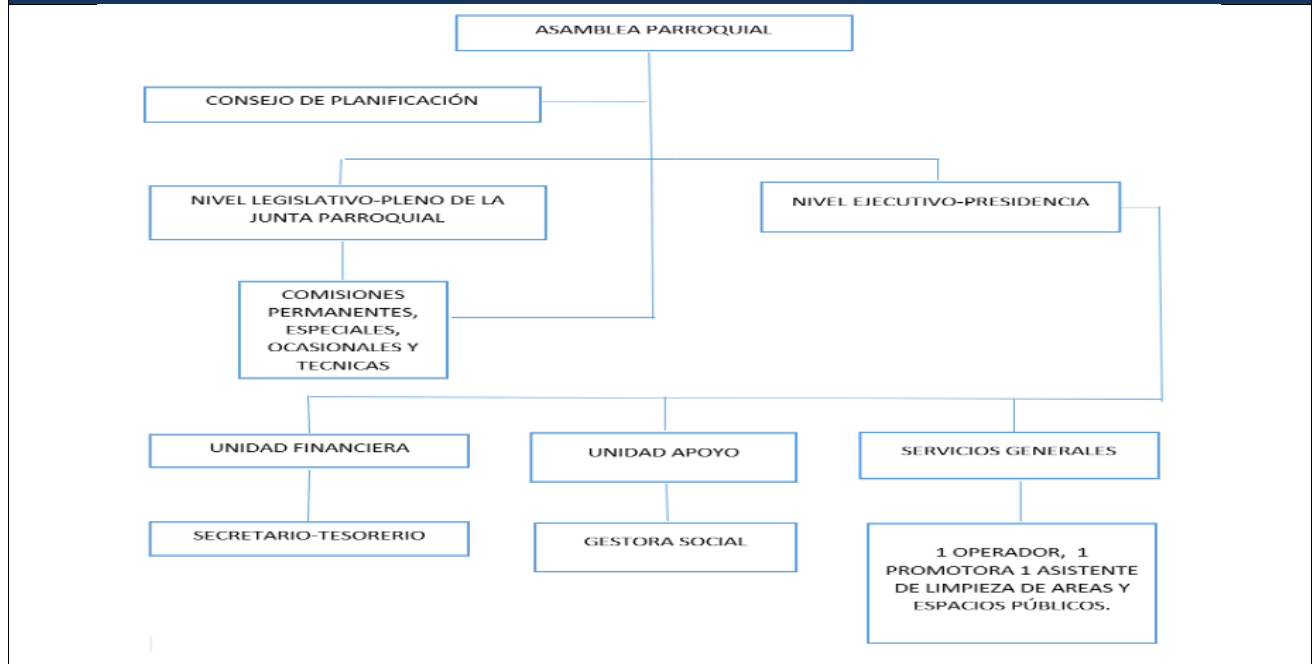 ASAMBLEA PARROQUIAL
CONSEJO DE PLANIFICACIÓN
NIVEL LEGISLATIVO-PLENO DE LA
JUNTA PARROQUIAL
NIVEL EJECUTIVO-PRESIDENCIA
COMISIONES
PERMANENTES,
ESPECIALES,
OCASIONALES Y
TECNICAS
UNIDAD FINANCIERA
UNIDAD APOYO
SERVICIOS GENERALES
SECRETARIO-TESORERIO
GESTORA SOCIAL
1 OPERADOR, 1
PROMOTORA 1 ASISTENTE
DE LIMPIEZA DE AREAS Y
ESPACIOS PÚBLICOS.